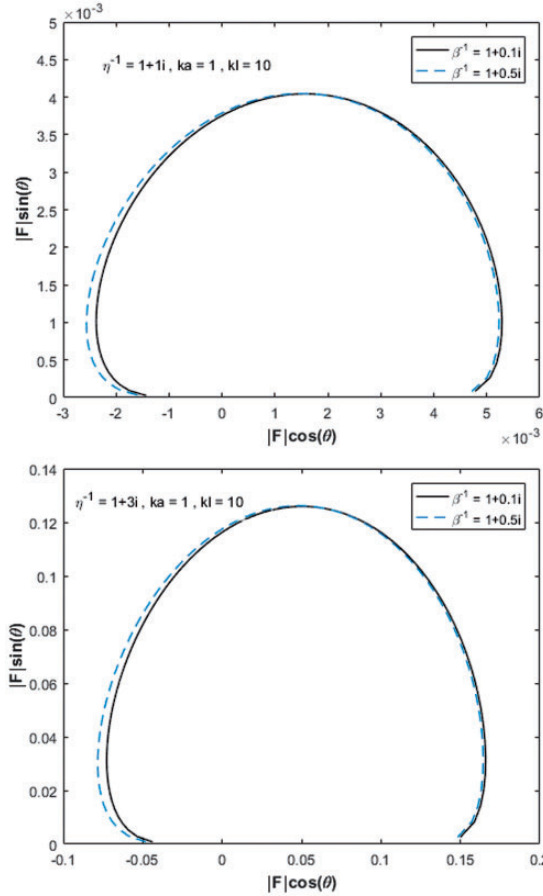 ×10⁻³
5
4.5
4
3.5
3
2.5
2
1.5
1
0.5
0
|F|sin(θ)
η⁻¹ = 1+1i , ka = 1 , kl = 10
β⁻¹ = 1+0.1i
β⁻¹ = 1+0.5i
-3 -2 -1 0 1 2 3 4 5 6
|F|cos(θ)
×10⁻³
0.14
0.12
0.1
0.08
0.06
0.04
0.02
0
|F|sin(θ)
η⁻¹ = 1+3i , ka = 1 , kl = 10
β⁻¹ = 1+0.1i
β⁻¹ = 1+0.5i
-0.1 -0.05 0 0.05 0.1 0.15 0.2
|F|cos(θ)